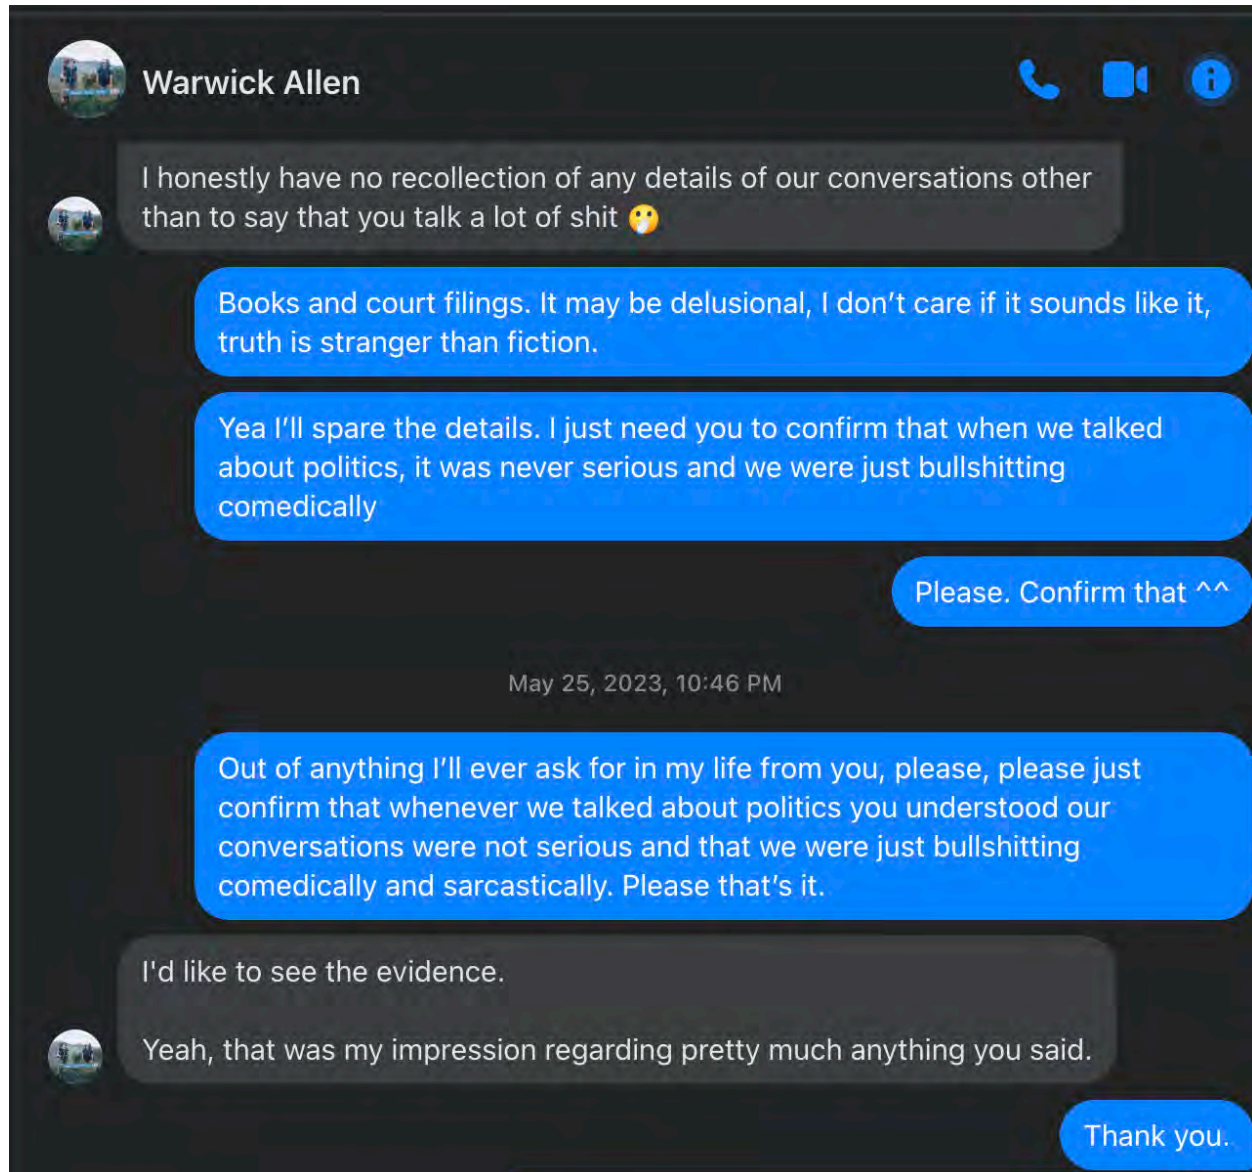 Warwick Allen
I honestly have no recollection of any details of our conversations other
than to say that you talk a lot of shit 🫢
Books and court filings. It may be delusional, I don’t care if it sounds like it,
truth is stranger than fiction.
Yea I’ll spare the details. I just need you to confirm that when we talked
about politics, it was never serious and we were just bullshitting
comedically
Please. Confirm that ^^
May 25, 2023, 10:46 PM
Out of anything I’ll ever ask for in my life from you, please, please just
confirm that whenever we talked about politics you understood our
conversations were not serious and that we were just bullshitting
comedically and sarcastically. Please that’s it.
I'd like to see the evidence.
Yeah, that was my impression regarding pretty much anything you said.
Thank you.